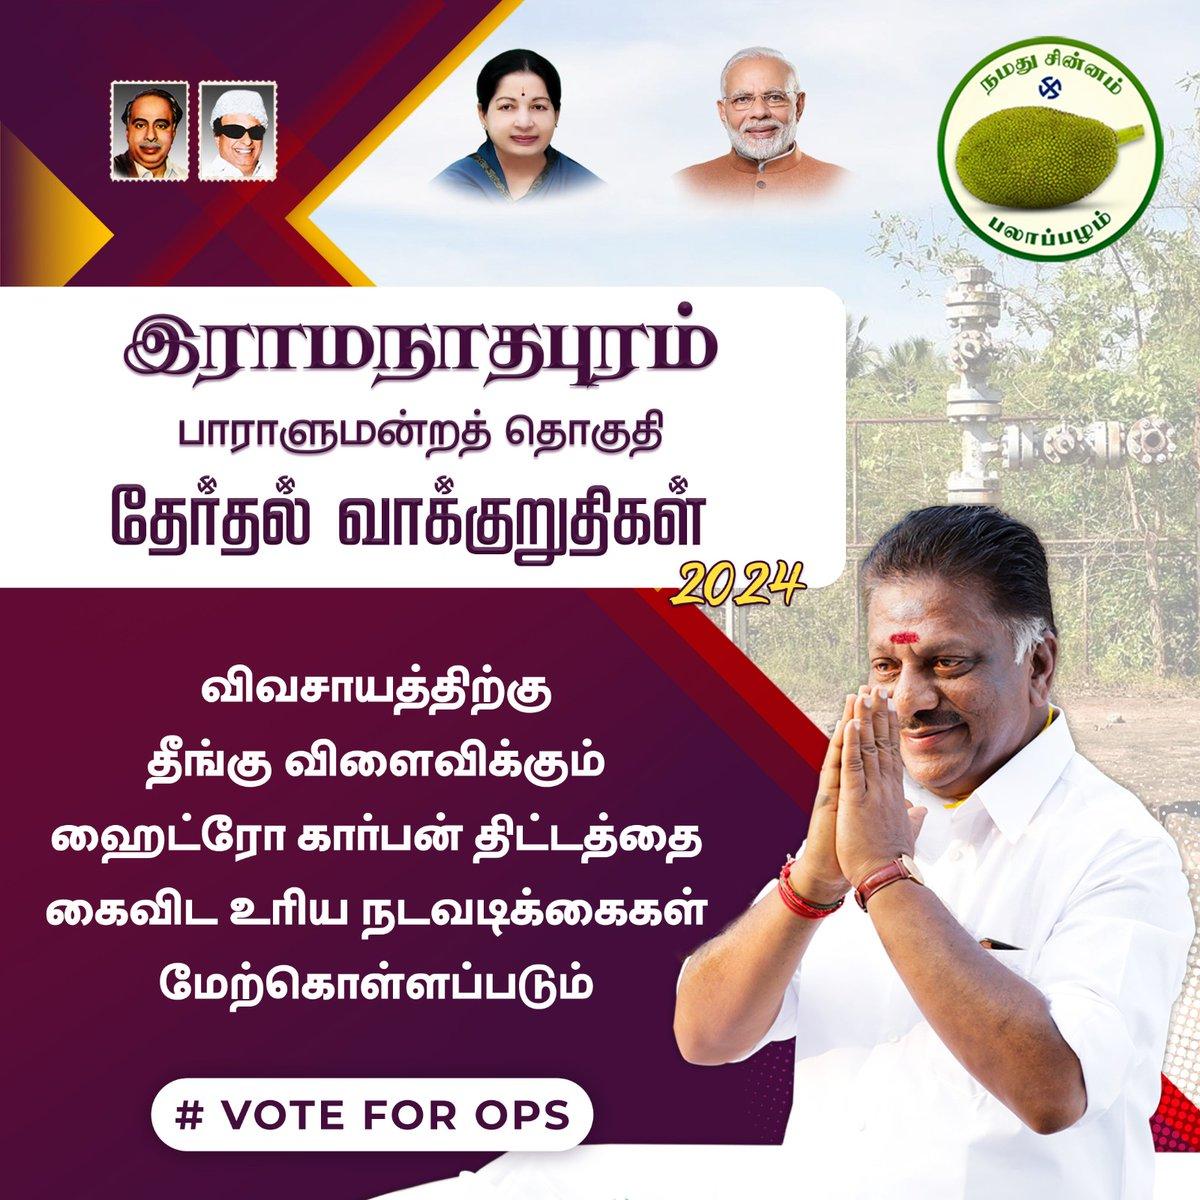 நமது சின்னம்
பலாப்பழம்
இராமநாதபுரம்
பாராளுமன்றத் தொகுதி
தேர்தல் வாக்குறுதிகள்
2024
விவசாயத்திற்கு
தீங்கு விளைவிக்கும்
ஹைட்ரோ கார்பன் திட்டத்தை
கைவிட உரிய நடவடிக்கைகள்
மேற்கொள்ளப்படும்
# VOTE FOR OPS